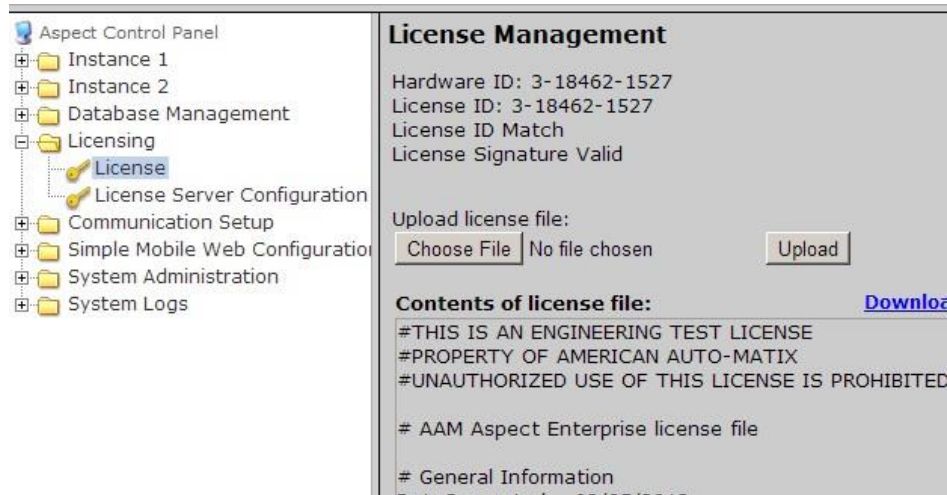 Aspect Control Panel
Instance 1
Instance 2
Database Management
Licensing
License
License Server Configuration
Communication Setup
Simple Mobile Web Configuration
System Administration
System Logs
License Management
Hardware ID: 3-18462-1527
License ID: 3-18462-1527
License ID Match
License Signature Valid
Upload license file:
Choose File No file chosen Upload
Contents of license file: Downloa
#THIS IS AN ENGINEERING TEST LICENSE
#PROPERTY OF AMERICAN AUTO-MATIX
#UNAUTHORIZED USE OF THIS LICENSE IS PROHIBITED
# AAM Aspect Enterprise license file
# General Information